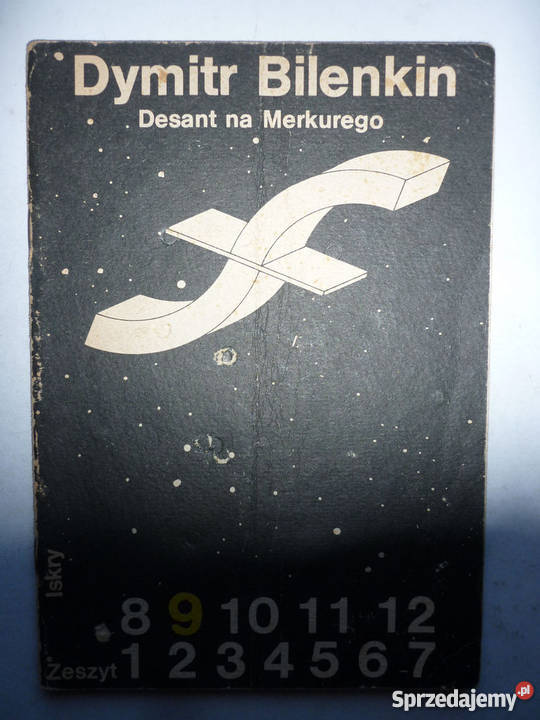 Dymitr Bilenkin
Desant na Merkurego
Iskry
8 9 10 11 12
Zeszyt 1 2 3 4 5 6 7
Sprzedajemy.pl